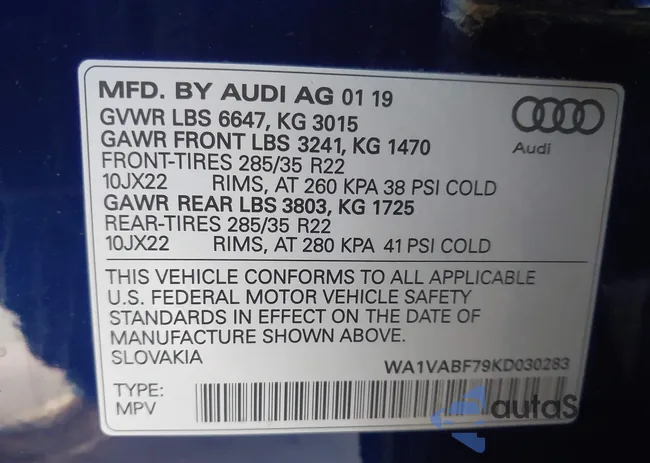 MFD. BY AUDI AG 01 19
GVWR LBS 6647, KG 3015
GAWR FRONT LBS 3241, KG 1470
FRONT-TIRES 285/35 R22
10JX22 RIMS, AT 260 KPA 38 PSI COLD
GAWR REAR LBS 3803, KG 1725
REAR-TIRES 285/35 R22
10JX22 RIMS, AT 280 KPA 41 PSI COLD
Audi
THIS VEHICLE CONFORMS TO ALL APPLICABLE
U.S. FEDERAL MOTOR VEHICLE SAFETY
STANDARDS IN EFFECT ON THE DATE OF
MANUFACTURE SHOWN ABOVE.
SLOVAKIA
WA1VABF79KD030283
TYPE:
MPV
autaS